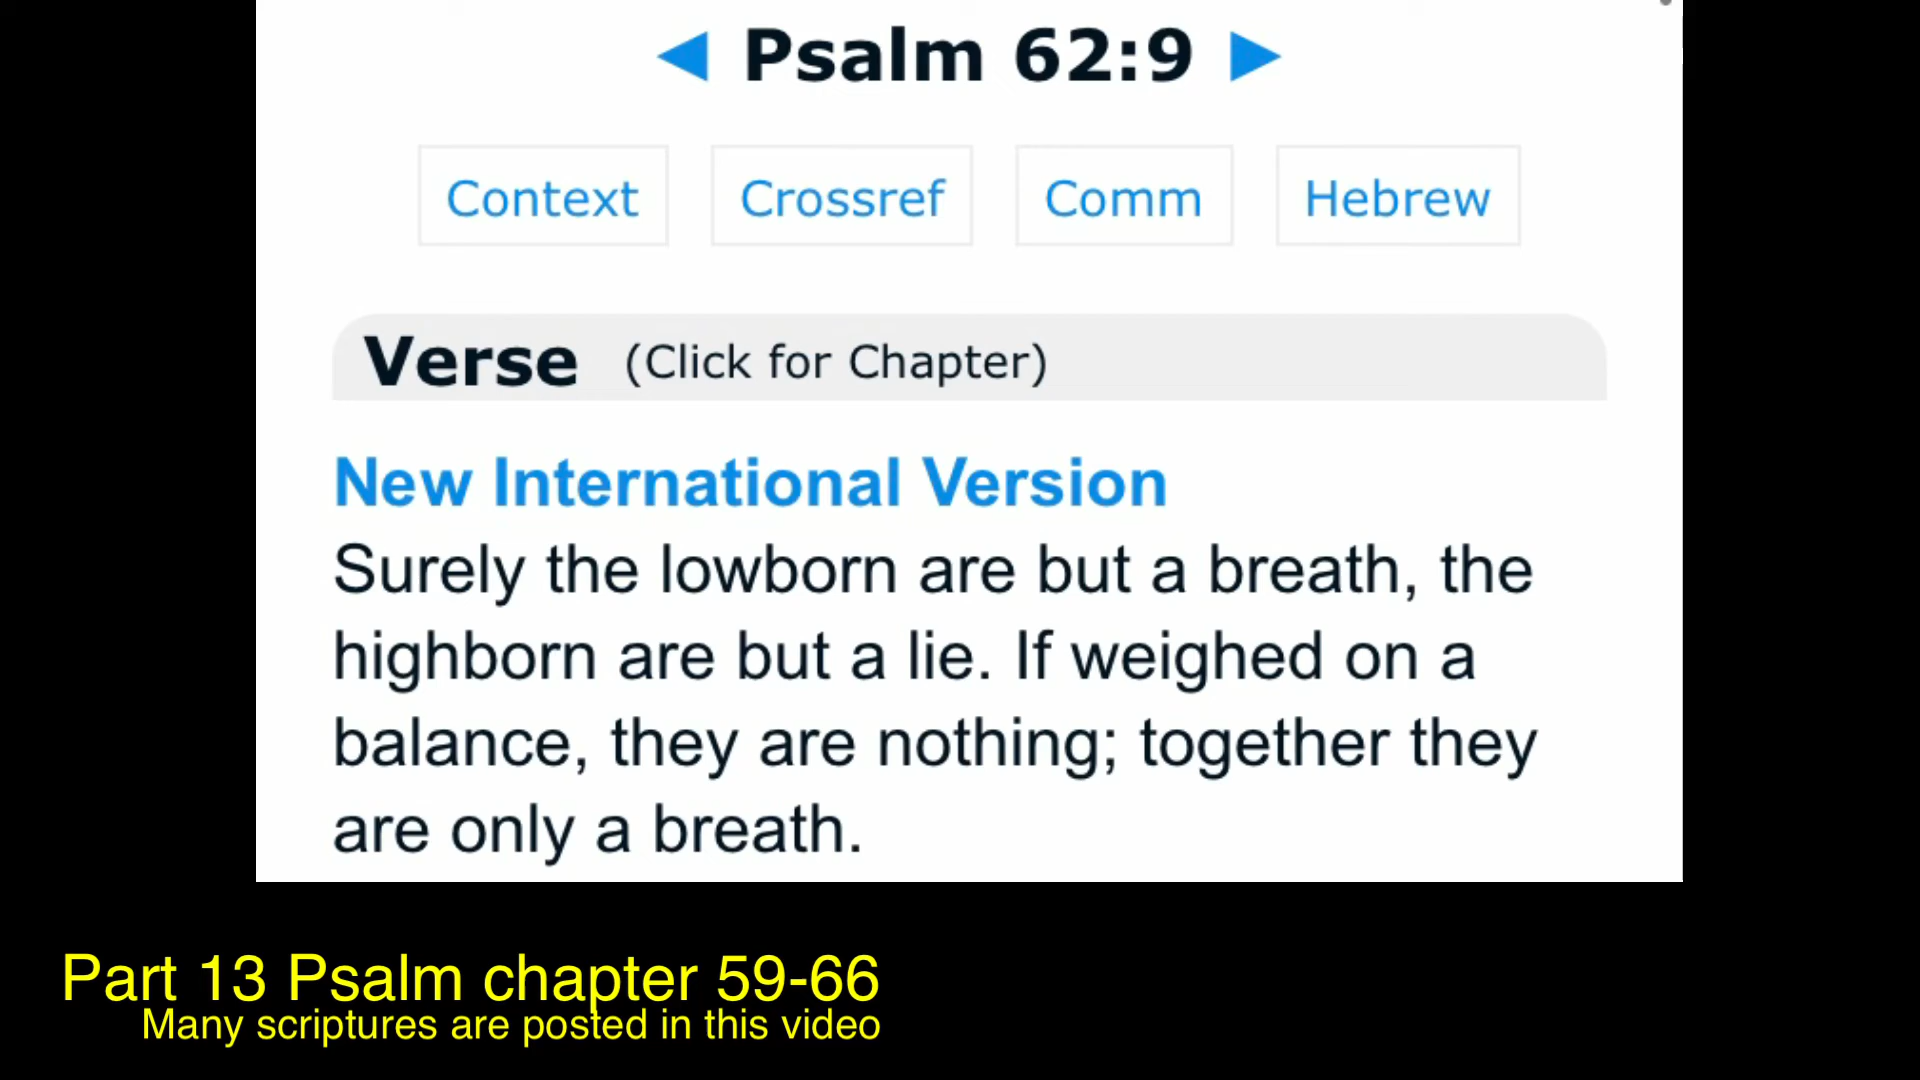 Psalm 62:9
Context Crossref Comm Hebrew
Verse (Click for Chapter)
New International Version
Surely the lowborn are but a breath, the
highborn are but a lie. If weighed on a
balance, they are nothing; together they
are only a breath.
Part 13 Psalm chapter 59-66
Many scriptures are posted in this video